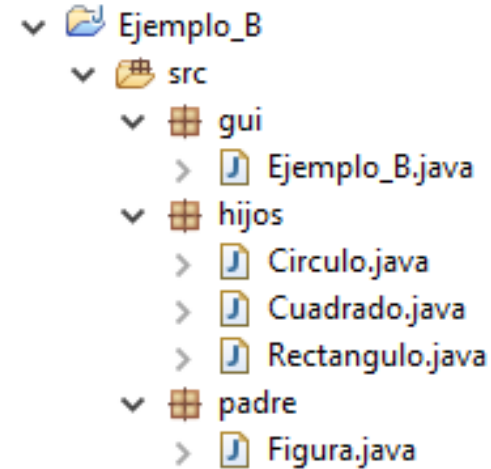 Ejemplo_B
src
gui
Ejemplo_B.java
hijos
Circulo.java
Cuadrado.java
Rectangulo.java
padre
Figura.java